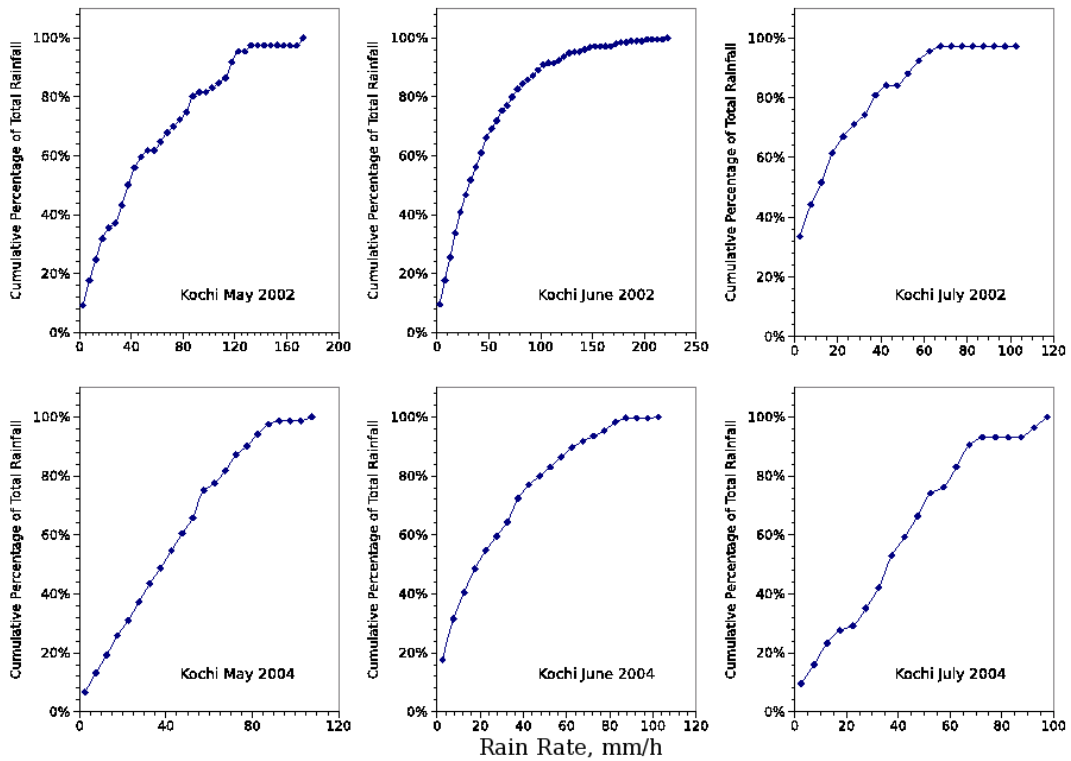 100%
80%
60%
40%
20%
0%
Cumulative Percentage of Total Rainfall
Kochi May 2002
0 40 80 120 160 200
100%
80%
60%
40%
20%
0%
Cumulative Percentage of Total Rainfall
Kochi June 2002
0 50 100 150 200 250
100%
80%
60%
40%
20%
0%
Cumulative Percentage of Total Rainfall
Kochi July 2002
0 20 40 60 80 100 120
100%
80%
60%
40%
20%
0%
Cumulative Percentage of Total Rainfall
Kochi May 2004
0 40 80 120
100%
80%
60%
40%
20%
0%
Cumulative Percentage of Total Rainfall
Kochi June 2004
0 20 40 60 80 100 120
100%
80%
60%
40%
20%
0%
Cumulative Percentage of Total Rainfall
Kochi July 2004
0 20 40 60 80 100
Rain Rate, mm/h